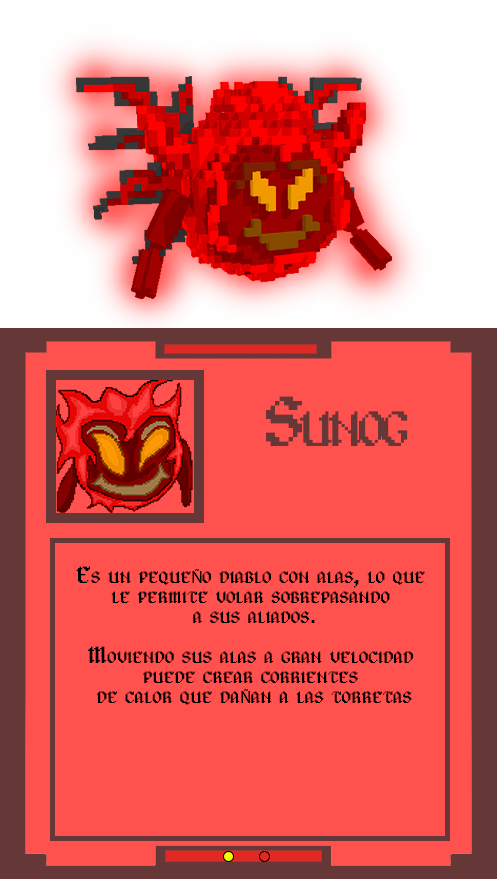 Sunog
Es un pequeño diablo con alas, lo que
le permite volar sobrepasando
a sus aliados.
Moviendo sus alas a gran velocidad
puede crear corrientes
de calor que dañan a las torretas